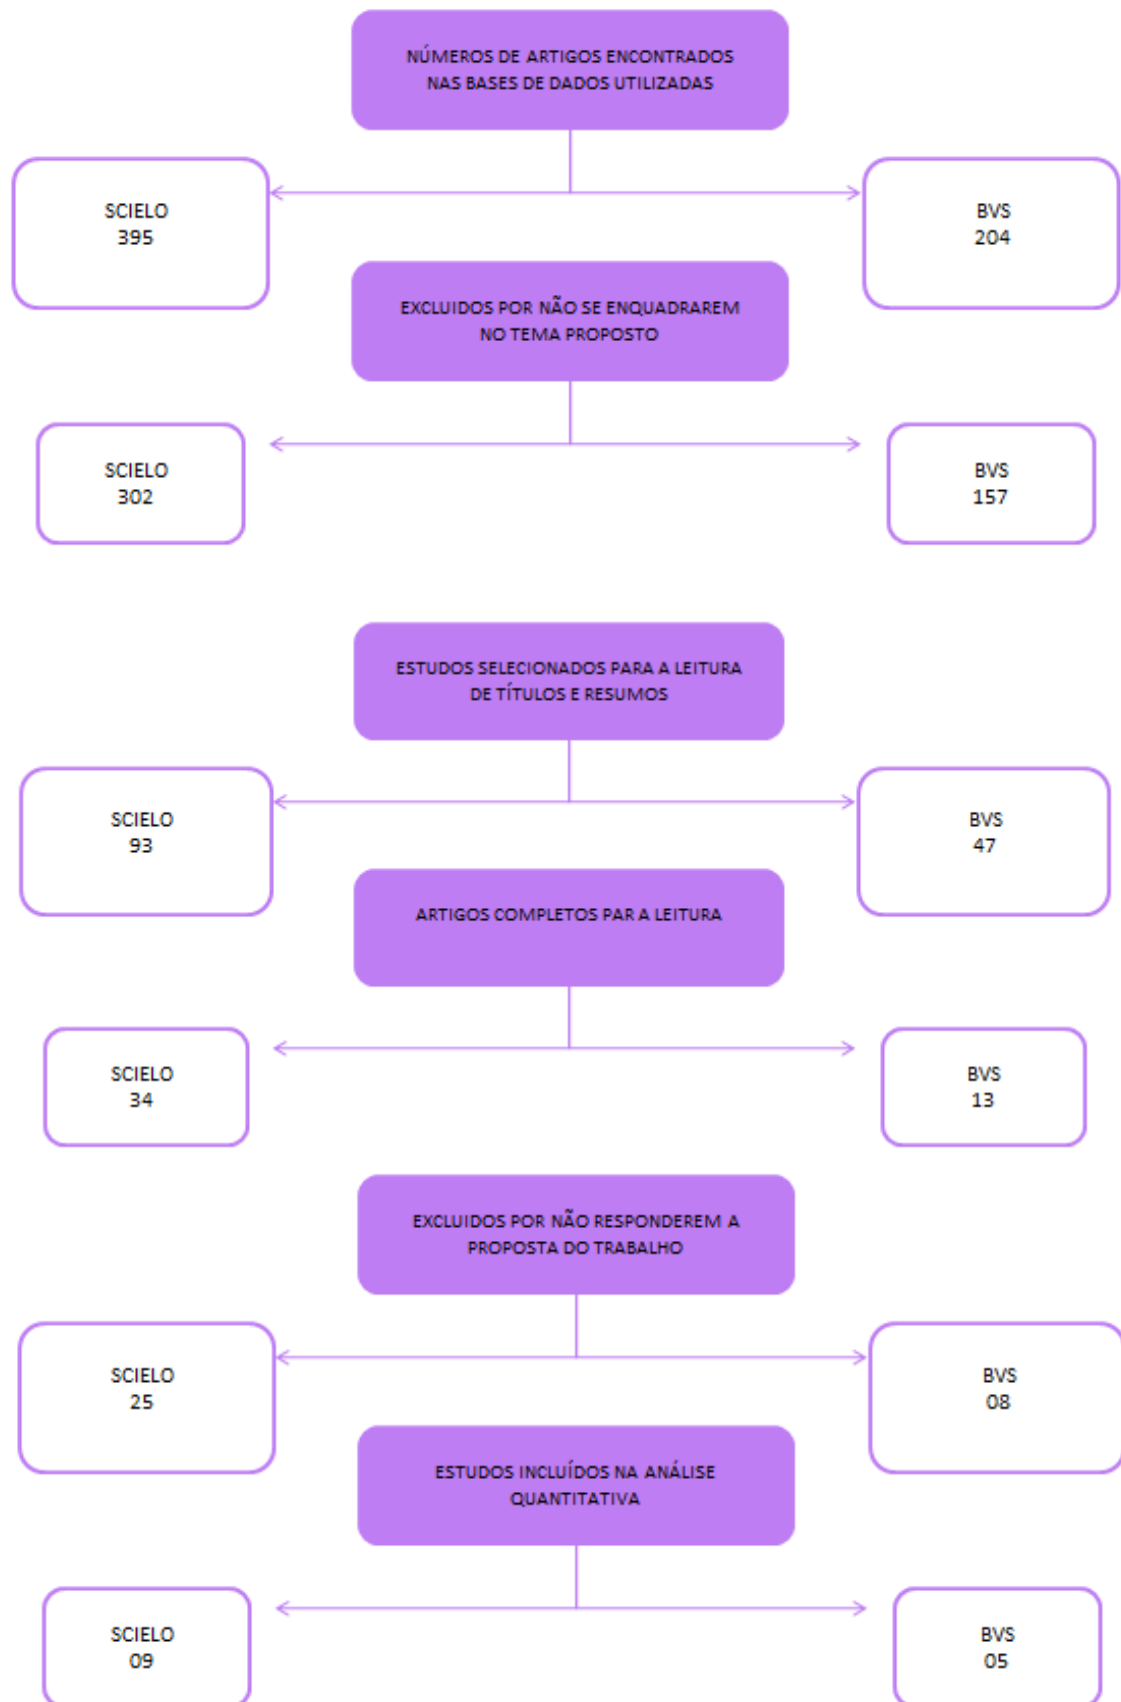 NÚMEROS DE ARTIGOS ENCONTRADOS
NAS BASES DE DADOS UTILIZADAS
SCIELO
395
BVS
204
EXCLUIDOS POR NÃO SE ENQUADRAREM
NO TEMA PROPOSTO
SCIELO
302
BVS
157
ESTUDOS SELECIONADOS PARA A LEITURA
DE TÍTULOS E RESUMOS
SCIELO
93
BVS
47
ARTIGOS COMPLETOS PAR A LEITURA
SCIELO
34
BVS
13
EXCLUIDOS POR NÃO RESPONDEREM A
PROPOSTA DO TRABALHO
SCIELO
25
BVS
08
ESTUDOS INCLUÍDOS NA ANÁLISE
QUANTITATIVA
SCIELO
09
BVS
05